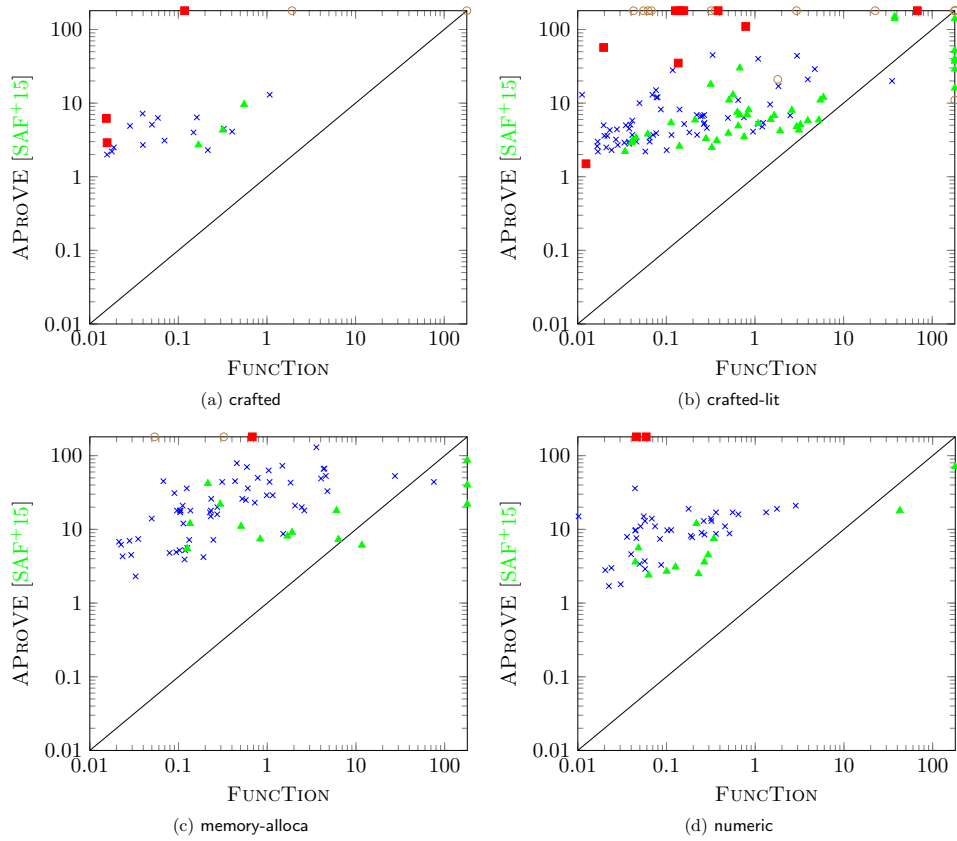 100
10
1
0.1
0.01
0.01 0.1 1 10 100
APROVE [SAF+15]
FUNCTION
(a) crafted
100
10
1
0.1
0.01
0.01 0.1 1 10 100
APROVE [SAF+15]
FUNCTION
(b) crafted-lit
100
10
1
0.1
0.01
0.01 0.1 1 10 100
APROVE [SAF+15]
FUNCTION
(c) memory-alloca
100
10
1
0.1
0.01
0.01 0.1 1 10 100
APROVE [SAF+15]
FUNCTION
(d) numeric